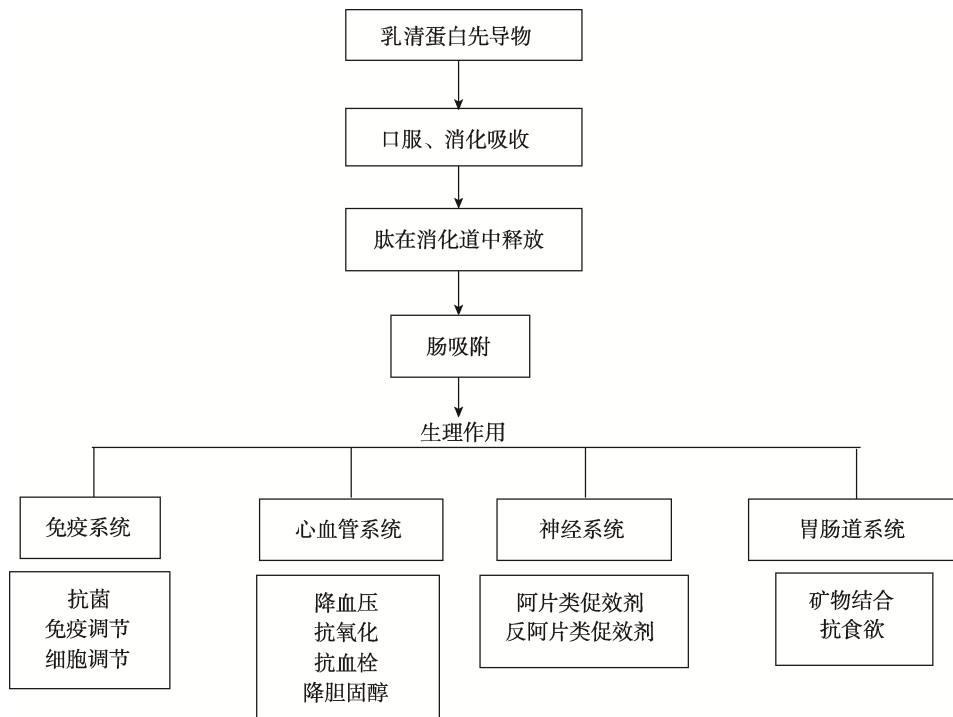 乳清蛋白先导物
口服、消化吸收
肽在消化道中释放
肠吸附
生理作用
免疫系统
心血管系统
神经系统
胃肠道系统
抗菌
免疫调节
细胞调节
降血压
抗氧化
抗血栓
降胆固醇
阿片类促效剂
反阿片类促效剂
矿物结合
抗食欲